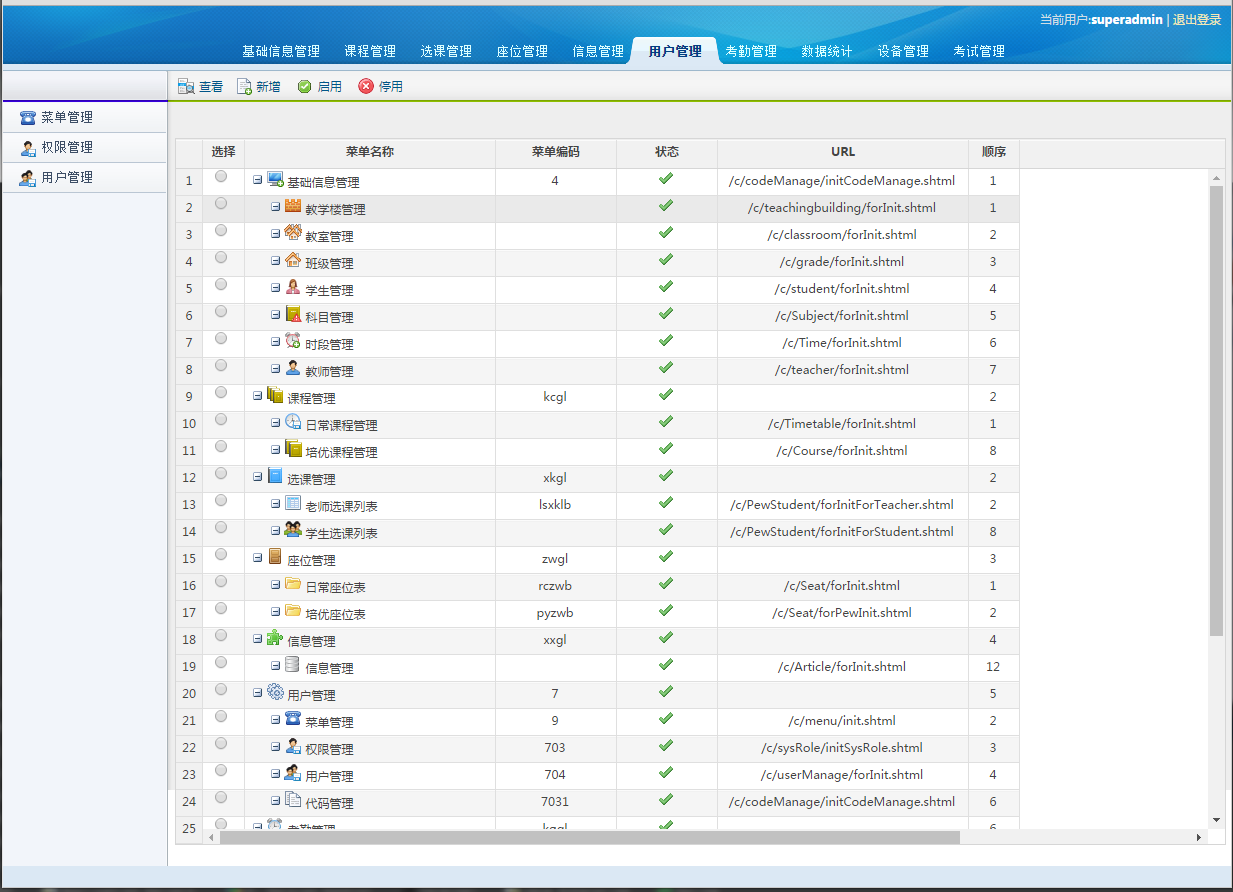 当前用户:superadmin | 退出登录
基础信息管理 课程管理 选课管理 座位管理 信息管理 用户管理 考勤管理 数据统计 设备管理 考试管理
查看 新增 启用 停用
菜单管理
权限管理
用户管理
选择 菜单名称 菜单编码 状态 URL 顺序
1 基础信息管理 4 /c/codeManage/initCodeManage.shtml 1
2 教学楼管理 /c/teachingbuilding/forInit.shtml 1
3 教室管理 /c/classroom/forInit.shtml 2
4 班级管理 /c/grade/forInit.shtml 3
5 学生管理 /c/student/forInit.shtml 4
6 科目管理 /c/Subject/forInit.shtml 5
7 时段管理 /c/Time/forInit.shtml 6
8 教师管理 /c/teacher/forInit.shtml 7
9 课程管理 kcgl 2
10 日常课程管理 /c/Timetable/forInit.shtml 1
11 培优课程管理 /c/Course/forInit.shtml 8
12 选课管理 xkgl 2
13 老师选课列表 lsxklb /c/PewStudent/forInitForTeacher.shtml 2
14 学生选课列表 /c/PewStudent/forInitForStudent.shtml 8
15 座位管理 zwgl 3
16 日常座位表 rczwb /c/Seat/forInit.shtml 1
17 培优座位表 pyzwb /c/Seat/forPewInit.shtml 2
18 信息管理 xxgl 4
19 信息管理 /c/Article/forInit.shtml 12
20 用户管理 7 5
21 菜单管理 9 /c/menu/init.shtml 2
22 权限管理 703 /c/sysRole/initSysRole.shtml 3
23 用户管理 704 /c/userManage/forInit.shtml 4
24 代码管理 7031 /c/codeManage/initCodeManage.shtml 6
25 考勤管理 kqgl 6